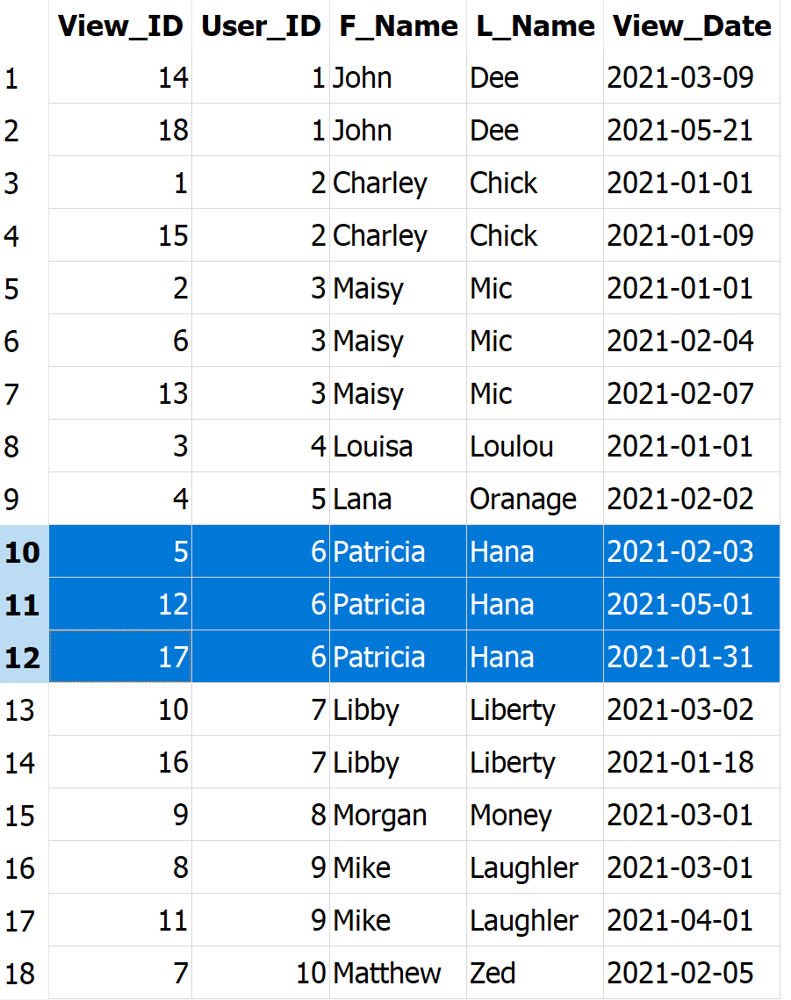 View_ID User_ID F_Name L_Name View_Date
1 14 1 John Dee 2021-03-09
2 18 1 John Dee 2021-05-21
3 1 2 Charley Chick 2021-01-01
4 15 2 Charley Chick 2021-01-09
5 2 3 Maisy Mic 2021-01-01
6 6 3 Maisy Mic 2021-02-04
7 13 3 Maisy Mic 2021-02-07
8 3 4 Louisa Loulou 2021-01-01
9 4 5 Lana Oranage 2021-02-02
10 5 6 Patricia Hana 2021-02-03
11 12 6 Patricia Hana 2021-05-01
12 17 6 Patricia Hana 2021-01-31
13 10 7 Libby Liberty 2021-03-02
14 16 7 Libby Liberty 2021-01-18
15 9 8 Morgan Money 2021-03-01
16 8 9 Mike Laughler 2021-03-01
17 11 9 Mike Laughler 2021-04-01
18 7 10 Matthew Zed 2021-02-05